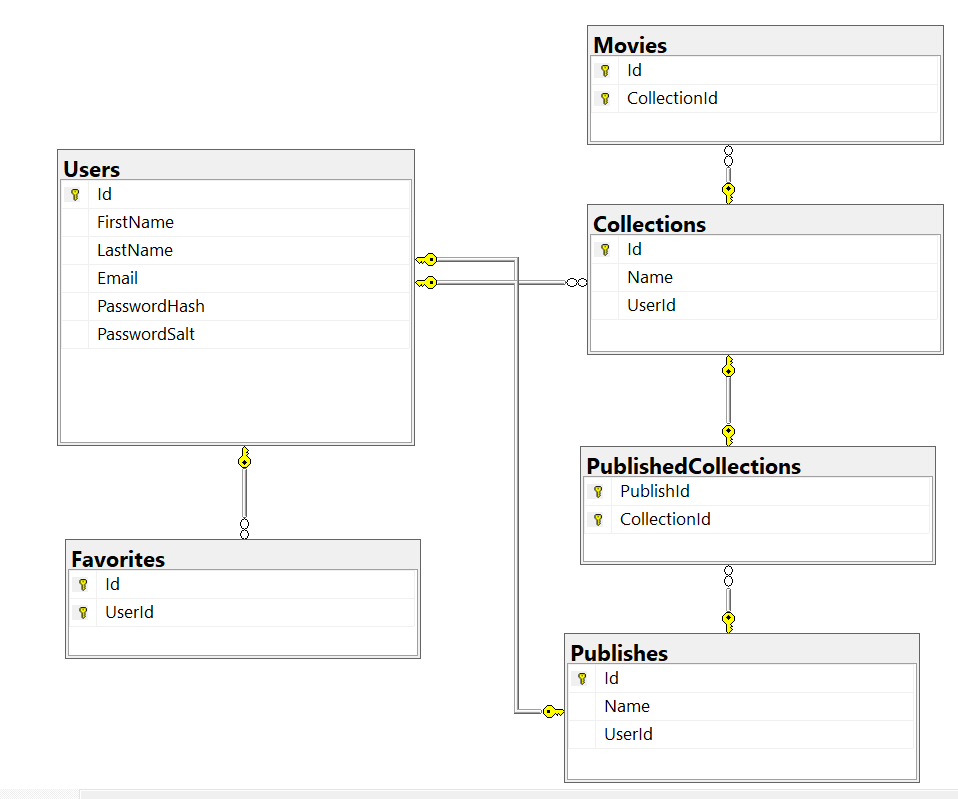 Movies
Id
CollectionId
Users
Id
FirstName
LastName
Email
PasswordHash
PasswordSalt
Collections
Id
Name
UserId
PublishedCollections
PublishId
CollectionId
Favorites
Id
UserId
Publishes
Id
Name
UserId